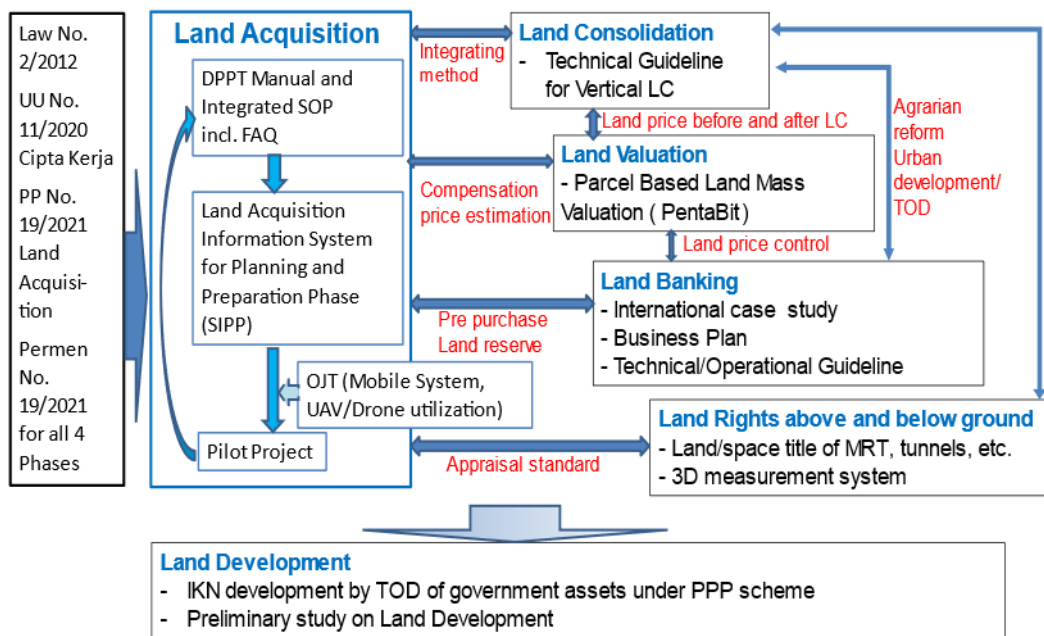 Law No.
2/2012
UU No.
11/2020
Cipta Kerja
PP No.
19/2021
Land
Acquisi-
tion
Permen
No.
19/2021
for all 4
Phases
Land Acquisition
DPPT Manual and
Integrated SOP
incl. FAQ
Land Acquisition
Information System
for Planning and
Preparation Phase
(SIPP)
OJT (Mobile System,
UAV/Drone utilization)
Pilot Project
Integrating
method
Compensation
price estimation
Pre purchase
Land reserve
Appraisal standard
Land Consolidation
- Technical Guideline
for Vertical LC
Land price before and after LC
Land Valuation
- Parcel Based Land Mass
Valuation ( PentaBit )
Land price control
Land Banking
- International case study
- Business Plan
- Technical/Operational Guideline
Agrarian
reform
Urban
development/
TOD
Land Rights above and below ground
- Land/space title of MRT, tunnels, etc.
- 3D measurement system
Land Development
- IKN development by TOD of government assets under PPP scheme
- Preliminary study on Land Development